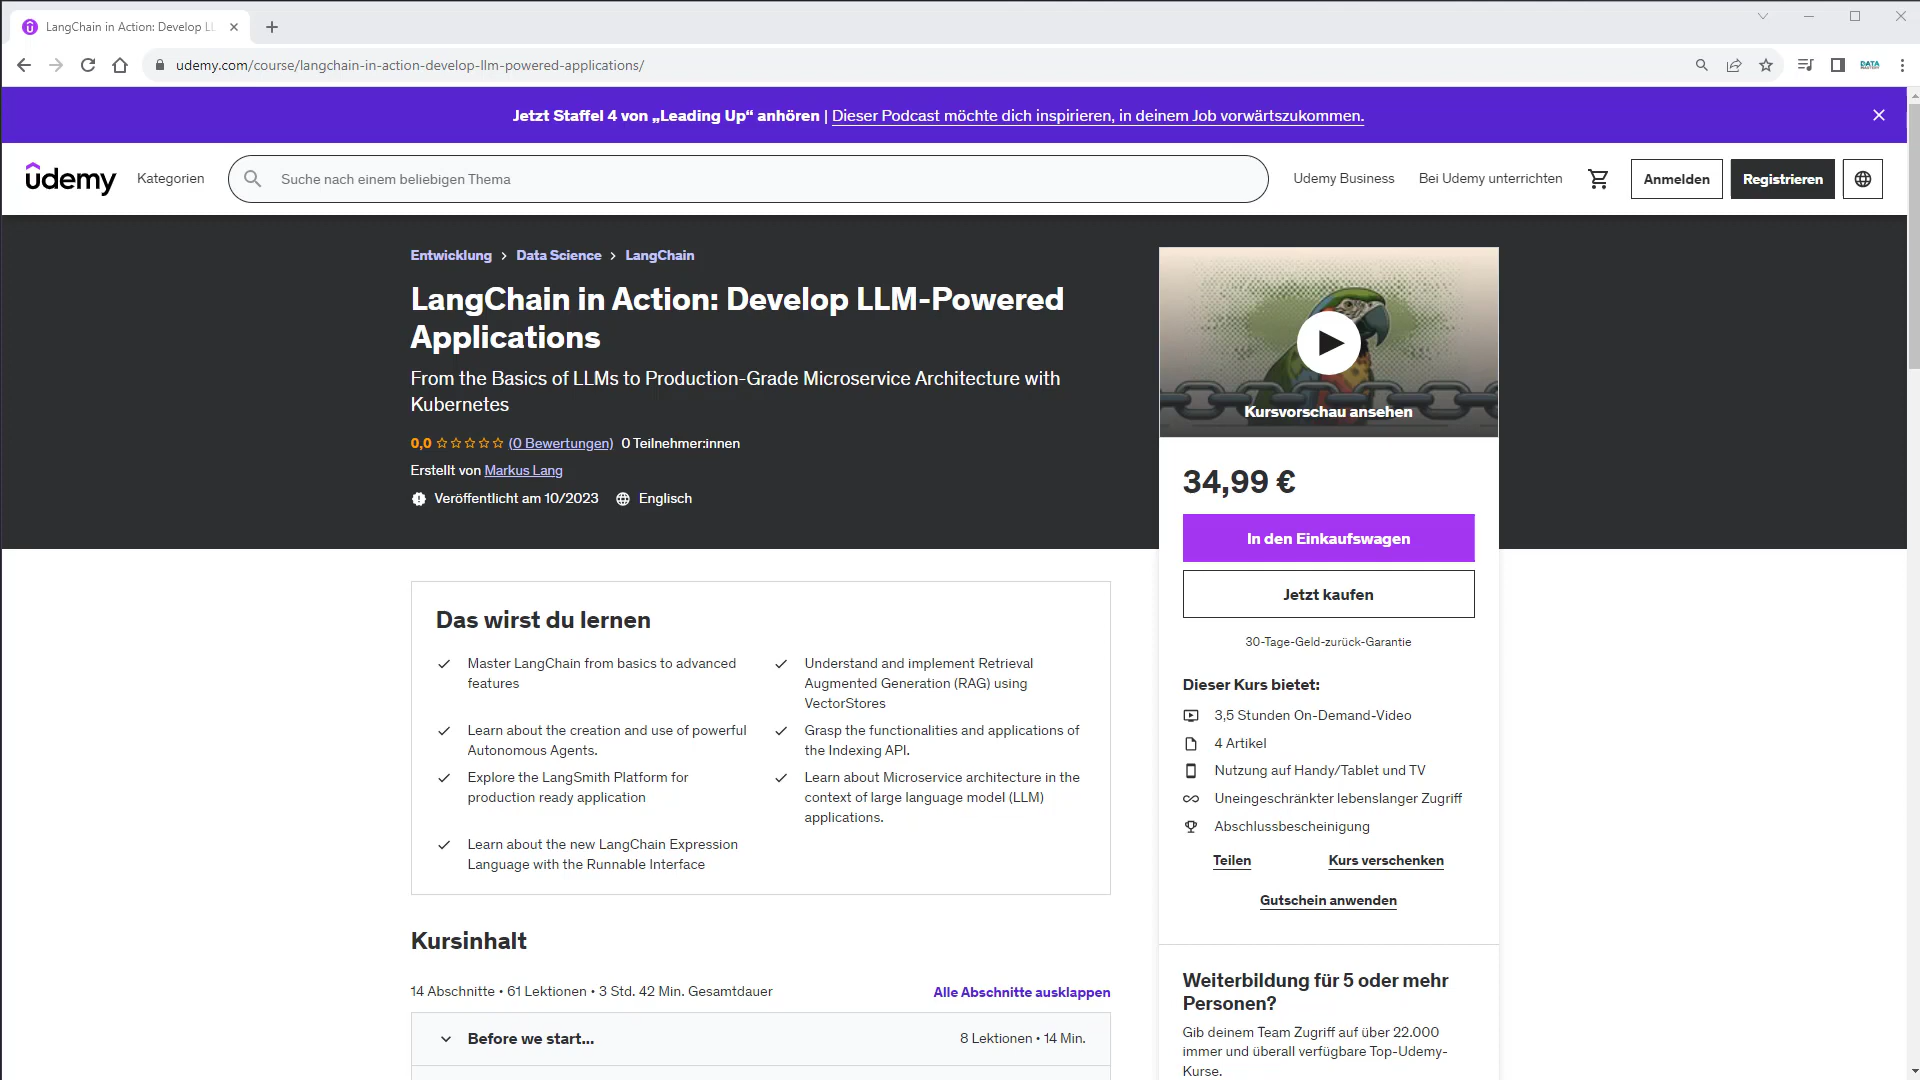 LangChain in Action: Develop LL
udemy.com/course/langchain-in-action-develop-llm-powered-applications/
DATA
Jetzt Staffel 4 von „Leading Up“ anhören | Dieser Podcast möchte dich inspirieren, in deinem Job vorwärtszukommen.
udemy
Kategorien
Suche nach einem beliebigen Thema
Udemy Business
Bei Udemy unterrichten
Anmelden
Registrieren
Entwicklung > Data Science > LangChain
LangChain in Action: Develop LLM-Powered
Applications
From the Basics of LLMs to Production-Grade Microservice Architecture with
Kubernetes
0,0 (0 Bewertungen) 0 Teilnehmer:innen
Erstellt von Markus Lang
Veröffentlicht am 10/2023 Englisch
Kursvorschau ansehen
34,99 €
In den Einkaufswagen
Jetzt kaufen
30-Tage-Geld-zurück-Garantie
Dieser Kurs bietet:
3,5 Stunden On-Demand-Video
4 Artikel
Nutzung auf Handy/Tablet und TV
Uneingeschränkter lebenslanger Zugriff
Abschlussbescheinigung
Teilen
Kurs verschenken
Gutschein anwenden
Weiterbildung für 5 oder mehr
Personen?
Gib deinem Team Zugriff auf über 22.000
immer und überall verfügbare Top-Udemy-
Kurse.
Das wirst du lernen
Master LangChain from basics to advanced
features
Understand and implement Retrieval
Augmented Generation (RAG) using
VectorStores
Learn about the creation and use of powerful
Autonomous Agents.
Grasp the functionalities and applications of
the Indexing API.
Explore the LangSmith Platform for
production ready application
Learn about Microservice architecture in the
context of large language model (LLM)
applications.
Learn about the new LangChain Expression
Language with the Runnable Interface
Kursinhalt
14 Abschnitte • 61 Lektionen • 3 Std. 42 Min. Gesamtdauer
Alle Abschnitte ausklappen
Before we start...
8 Lektionen • 14 Min.